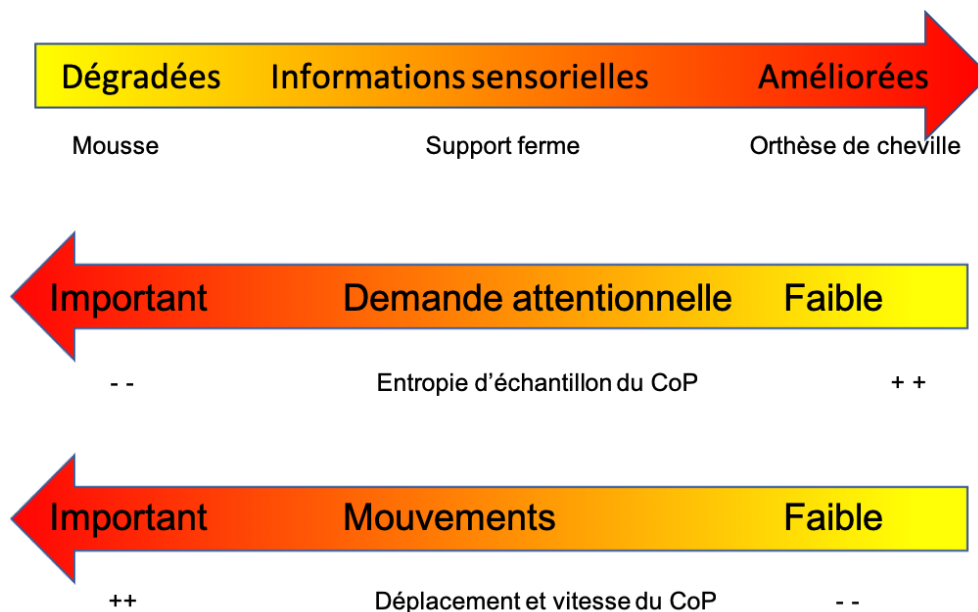 Dégradées Informations sensorielles Améliorées
Mousse Support ferme Orthèse de cheville
Important Demande attentionnelle Faible
- - Entropie d'échantillon du CoP + +
Important Mouvements Faible
++ Déplacement et vitesse du CoP - -